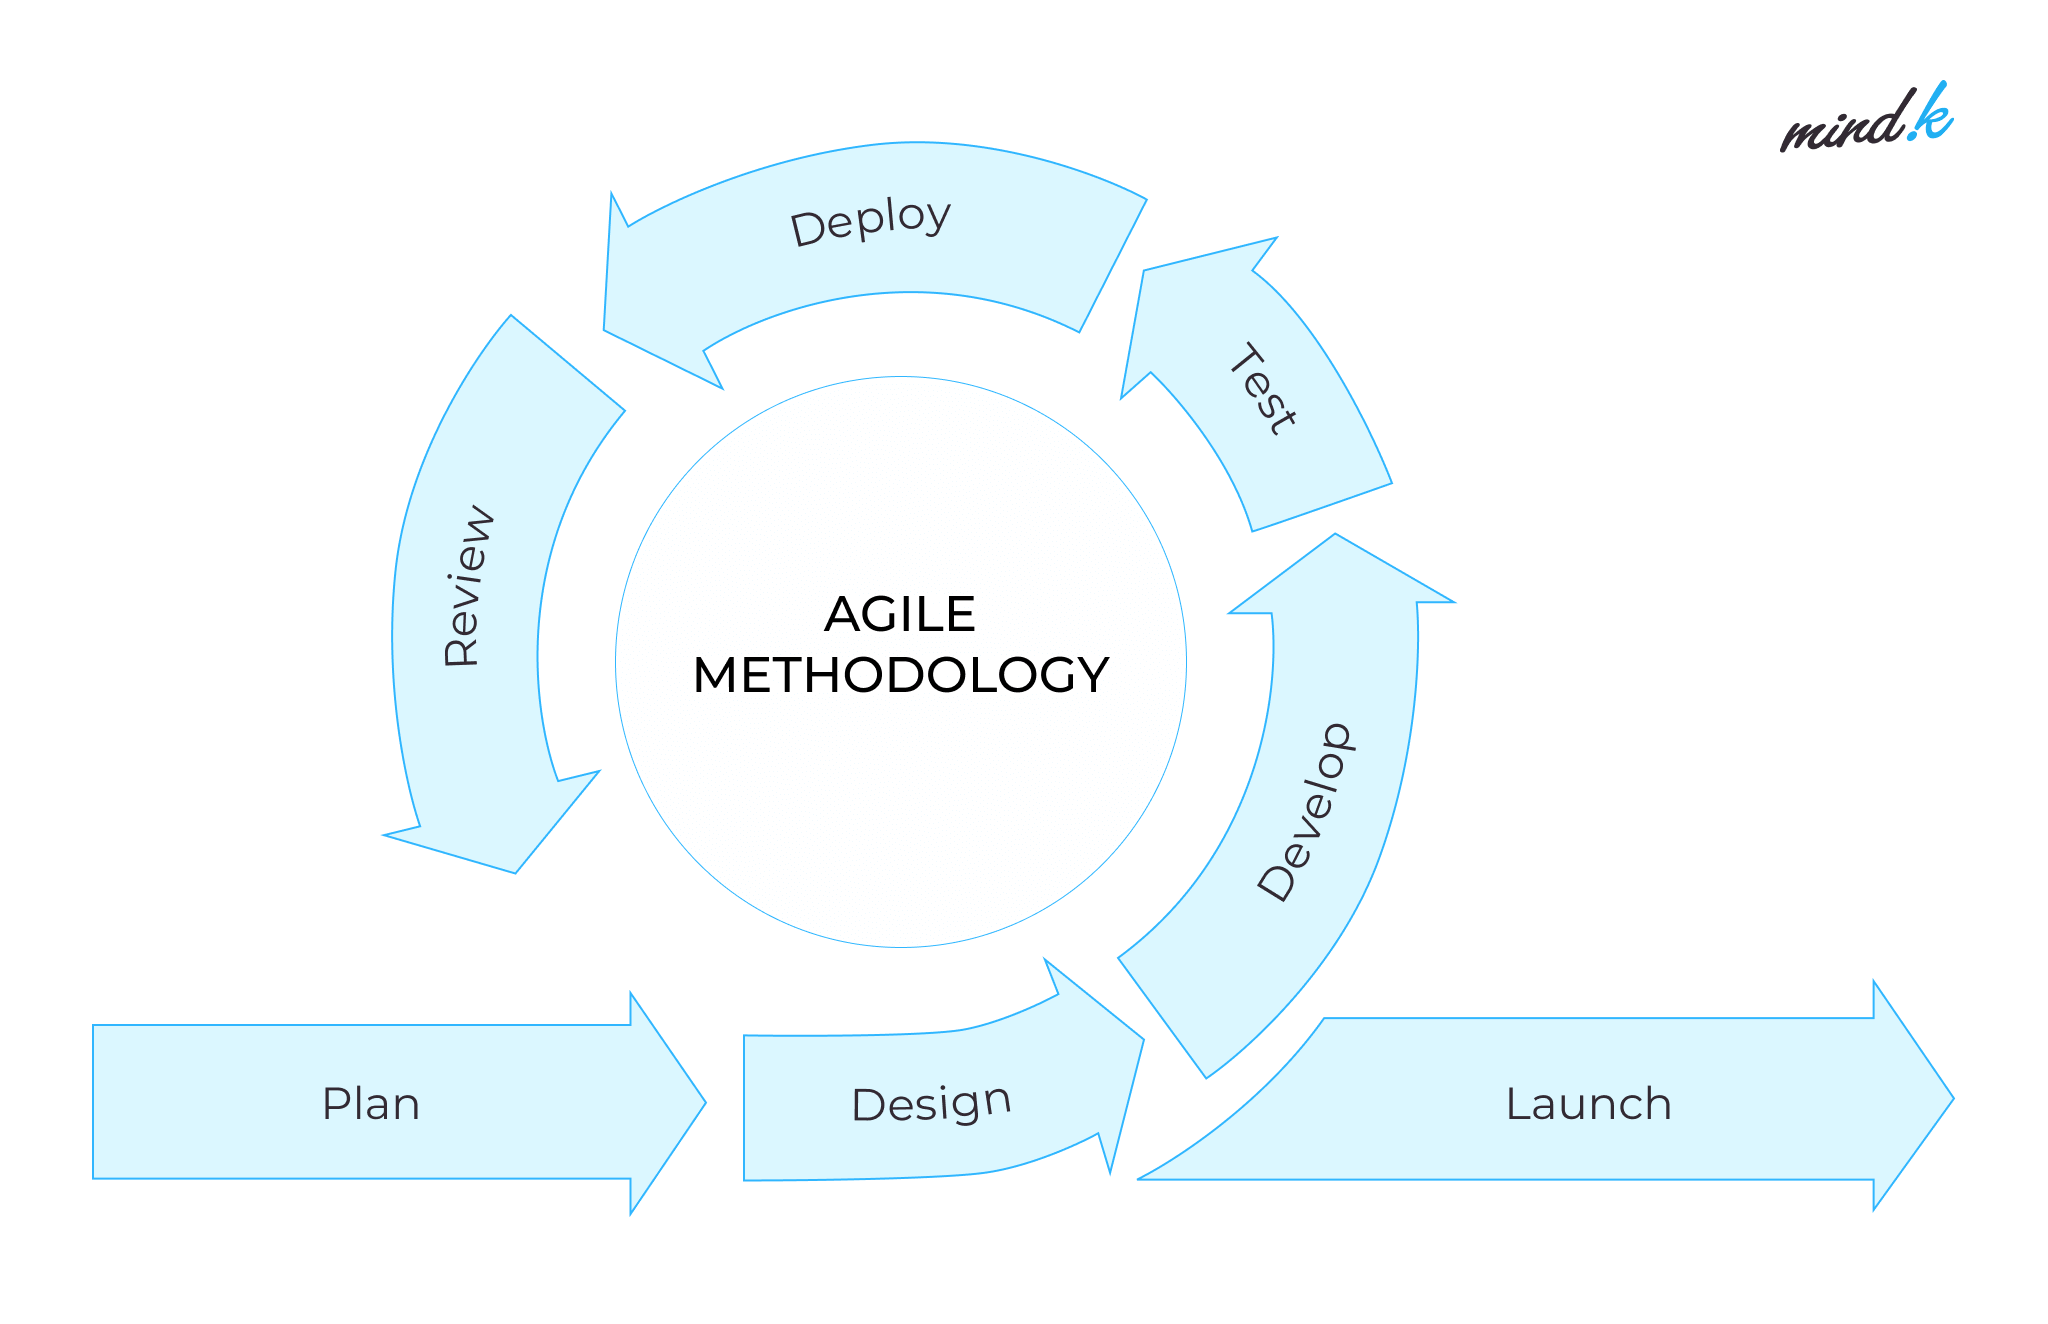 mind.k
Deploy
Test
Review
AGILE
METHODOLOGY
Develop
Plan
Design
Launch